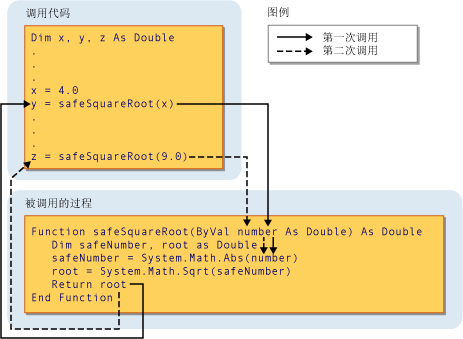 调用代码
Dim x, y, z As Double
.
.
.
x = 4.0
y = safeSquareRoot(x)
.
.
.
z = safeSquareRoot(9.0)
图例
第一次调用
第二次调用
被调用的过程
Function safeSquareRoot(ByVal number As Double) As Double
Dim safeNumber, root as Double
safeNumber = System.Math.Abs(number)
root = System.Math.Sqrt(safeNumber)
Return root
End Function